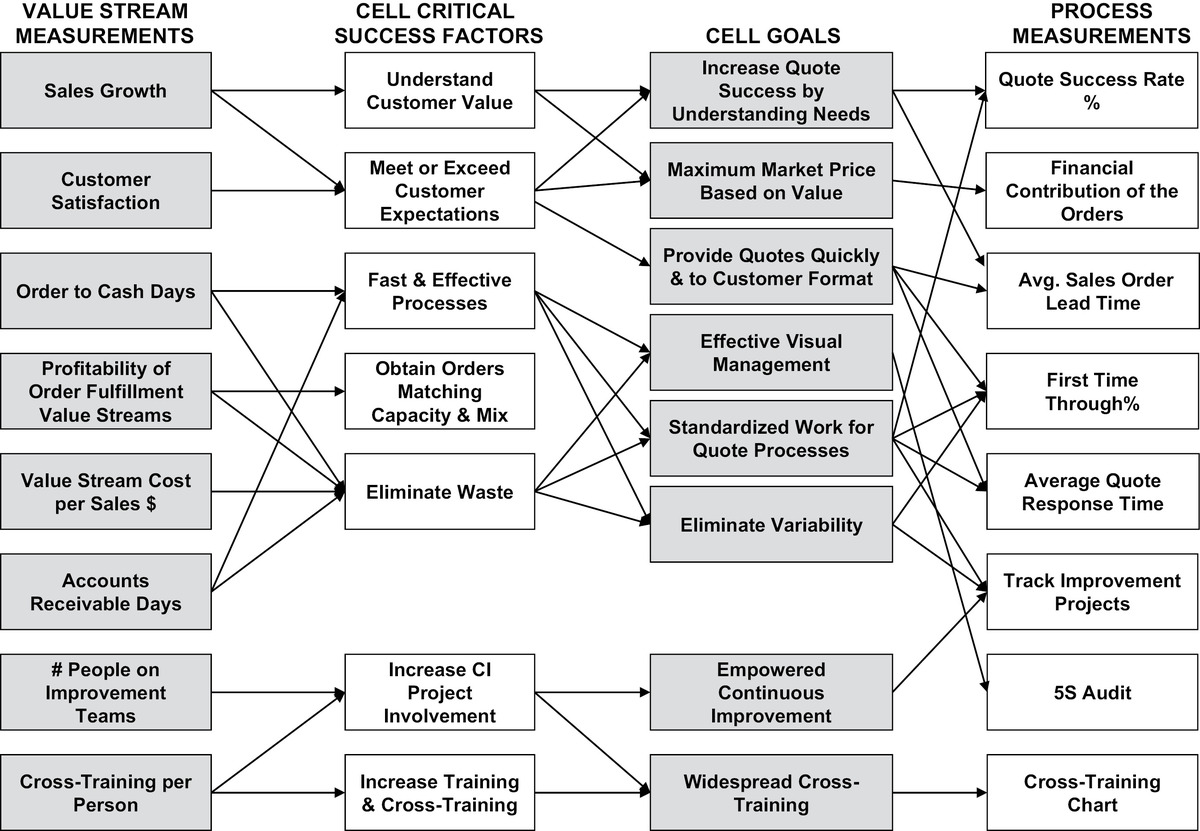 VALUE STREAM
MEASUREMENTS
CELL CRITICAL
SUCCESS FACTORS
CELL GOALS
PROCESS
MEASUREMENTS
Sales Growth
Customer
Satisfaction
Order to Cash Days
Profitability of
Order Fulfillment
Value Streams
Value Stream Cost
per Sales $
Accounts
Receivable Days
# People on
Improvement
Teams
Cross-Training per
Person
Understand
Customer Value
Meet or Exceed
Customer
Expectations
Fast & Effective
Processes
Obtain Orders
Matching
Capacity & Mix
Eliminate Waste
Increase CI
Project
Involvement
Increase Training
& Cross-Training
Increase Quote
Success by
Understanding Needs
Maximum Market Price
Based on Value
Provide Quotes Quickly
& to Customer Format
Effective Visual
Management
Standardized Work for
Quote Processes
Eliminate Variability
Empowered
Continuous
Improvement
Widespread Cross-
Training
Quote Success Rate
%
Financial
Contribution of the
Orders
Avg. Sales Order
Lead Time
First Time
Through%
Average Quote
Response Time
Track Improvement
Projects
5S Audit
Cross-Training
Chart